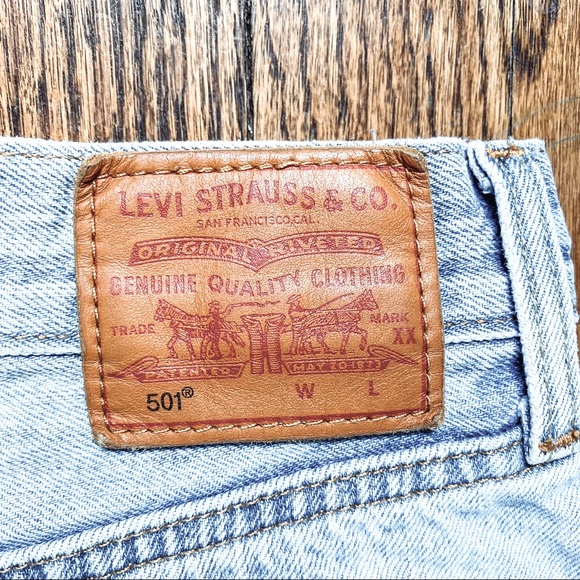 LEVI STRAUSS & CO.
SAN FRANCISCO, CAL.
ORIGINAL RIVETED
GENUINE QUALITY CLOTHING
TRADE MARK
XX
PATENTED MAY 20 1873
501® W L